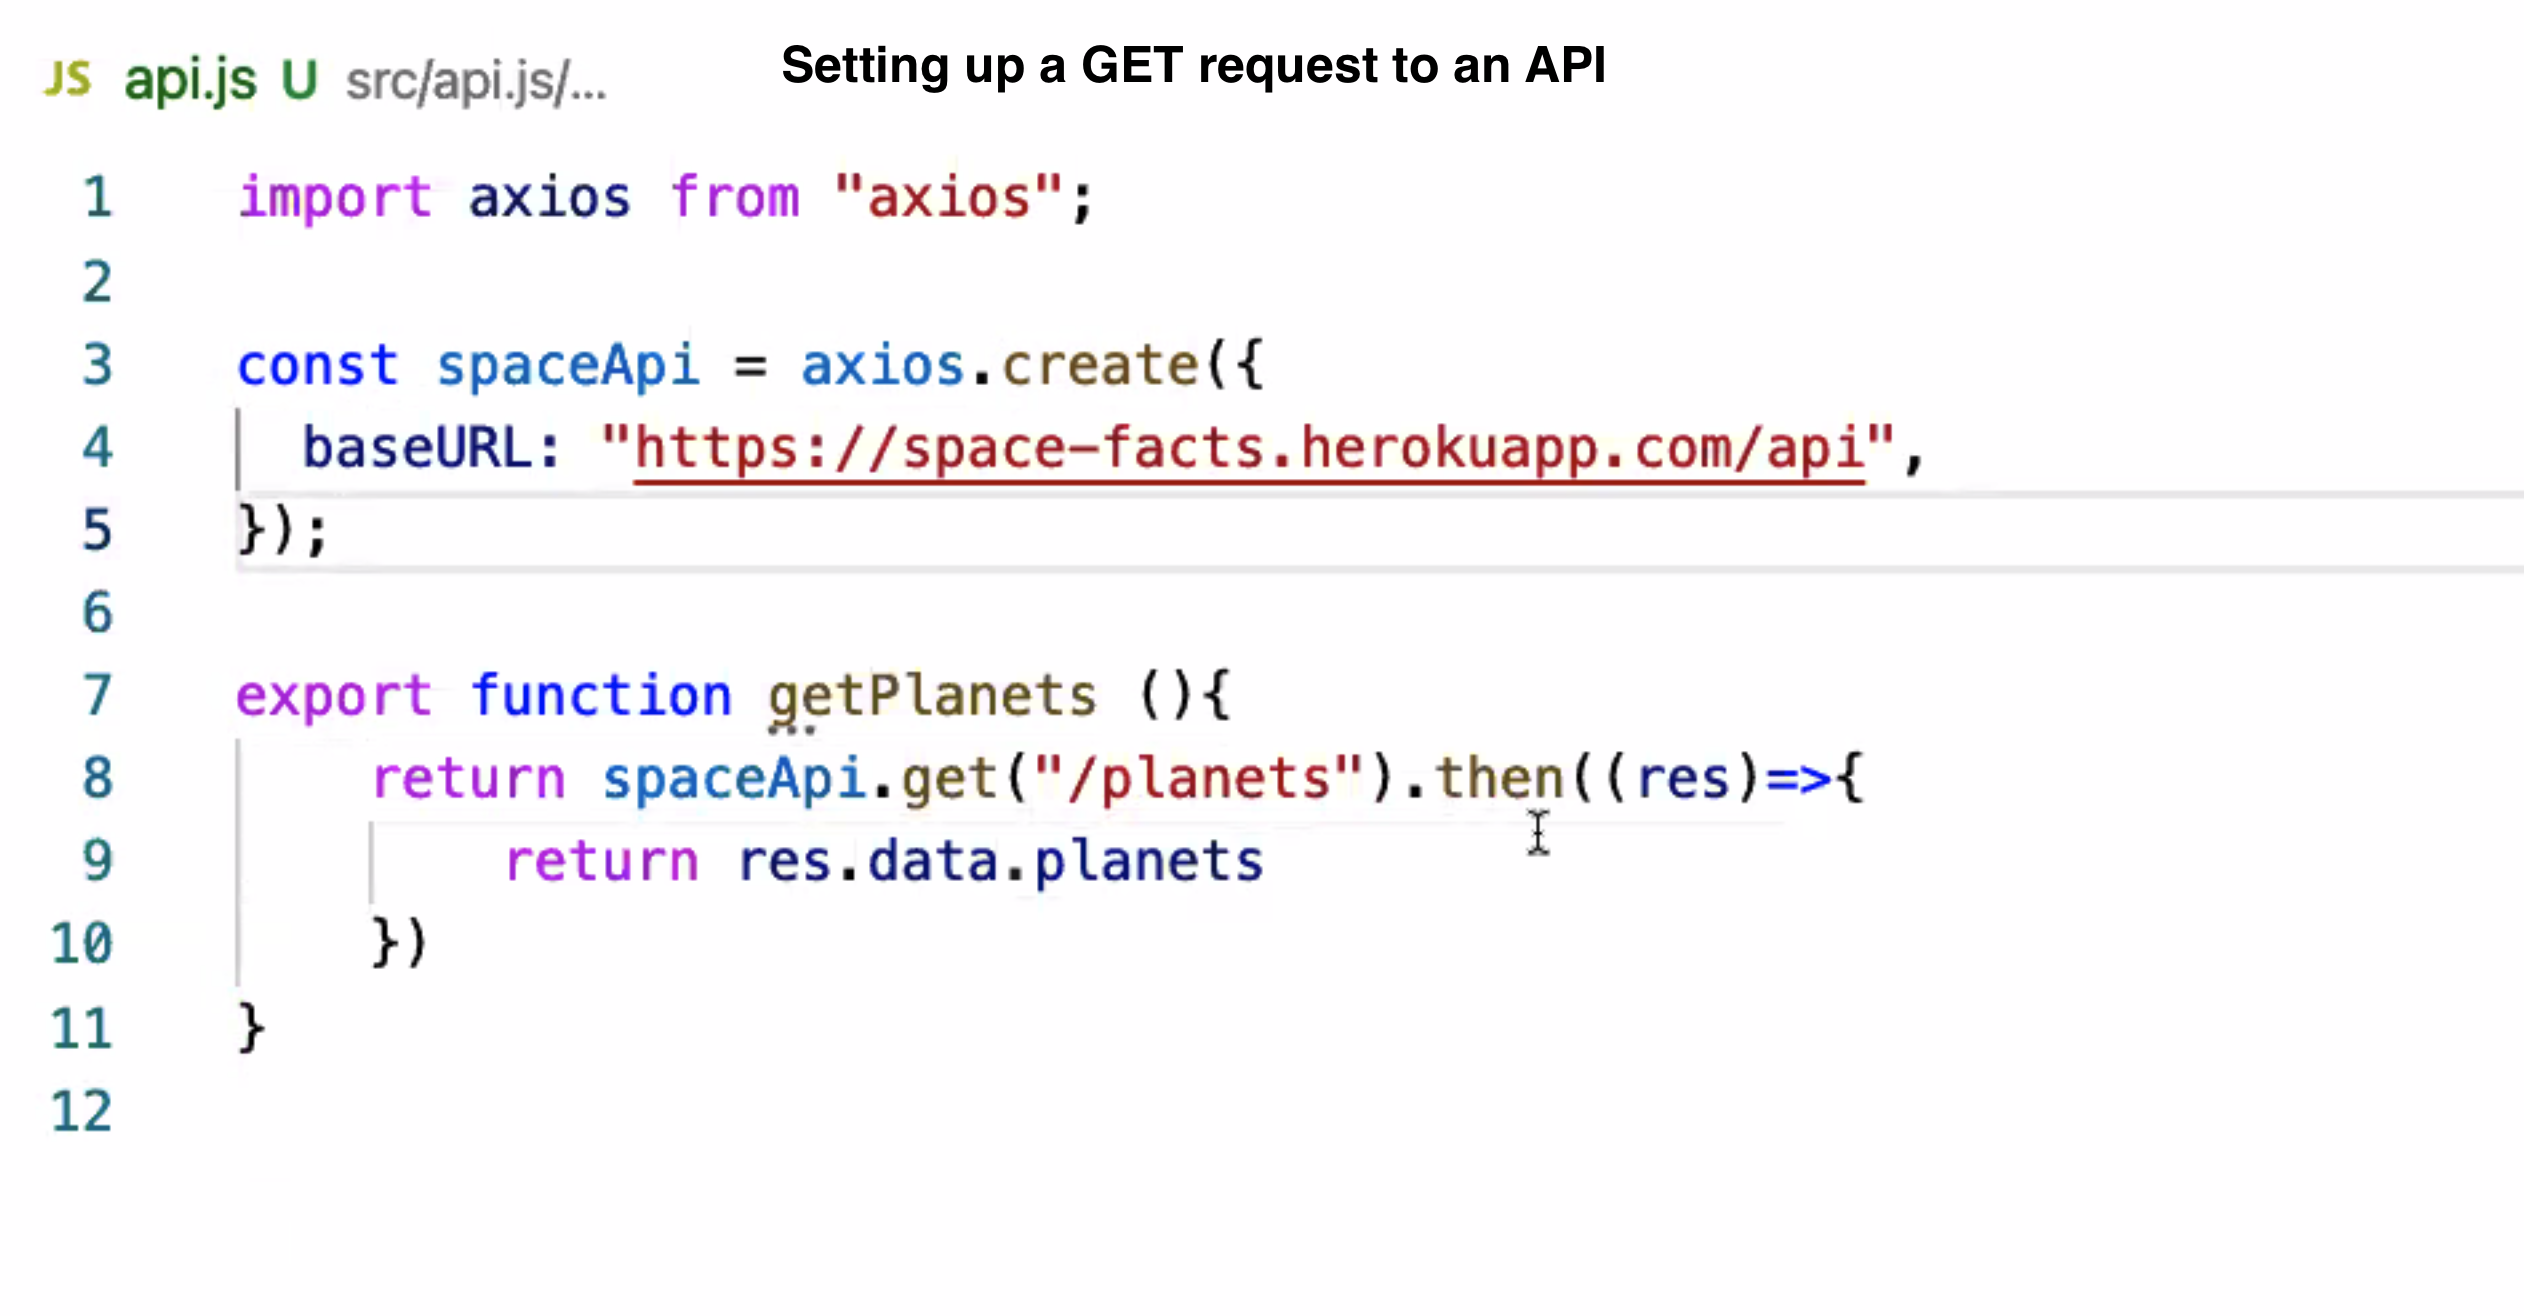 Setting up a GET request to an API
JS api.js U src/api.js/...
1 import axios from "axios";
2
3 const spaceApi = axios.create({
4 baseURL: "https://space-facts.herokuapp.com/api",
5 });
6
7 export function getPlanets (){
8 return spaceApi.get("/planets").then((res)=>{
9 return res.data.planets
10 })
11 }
12